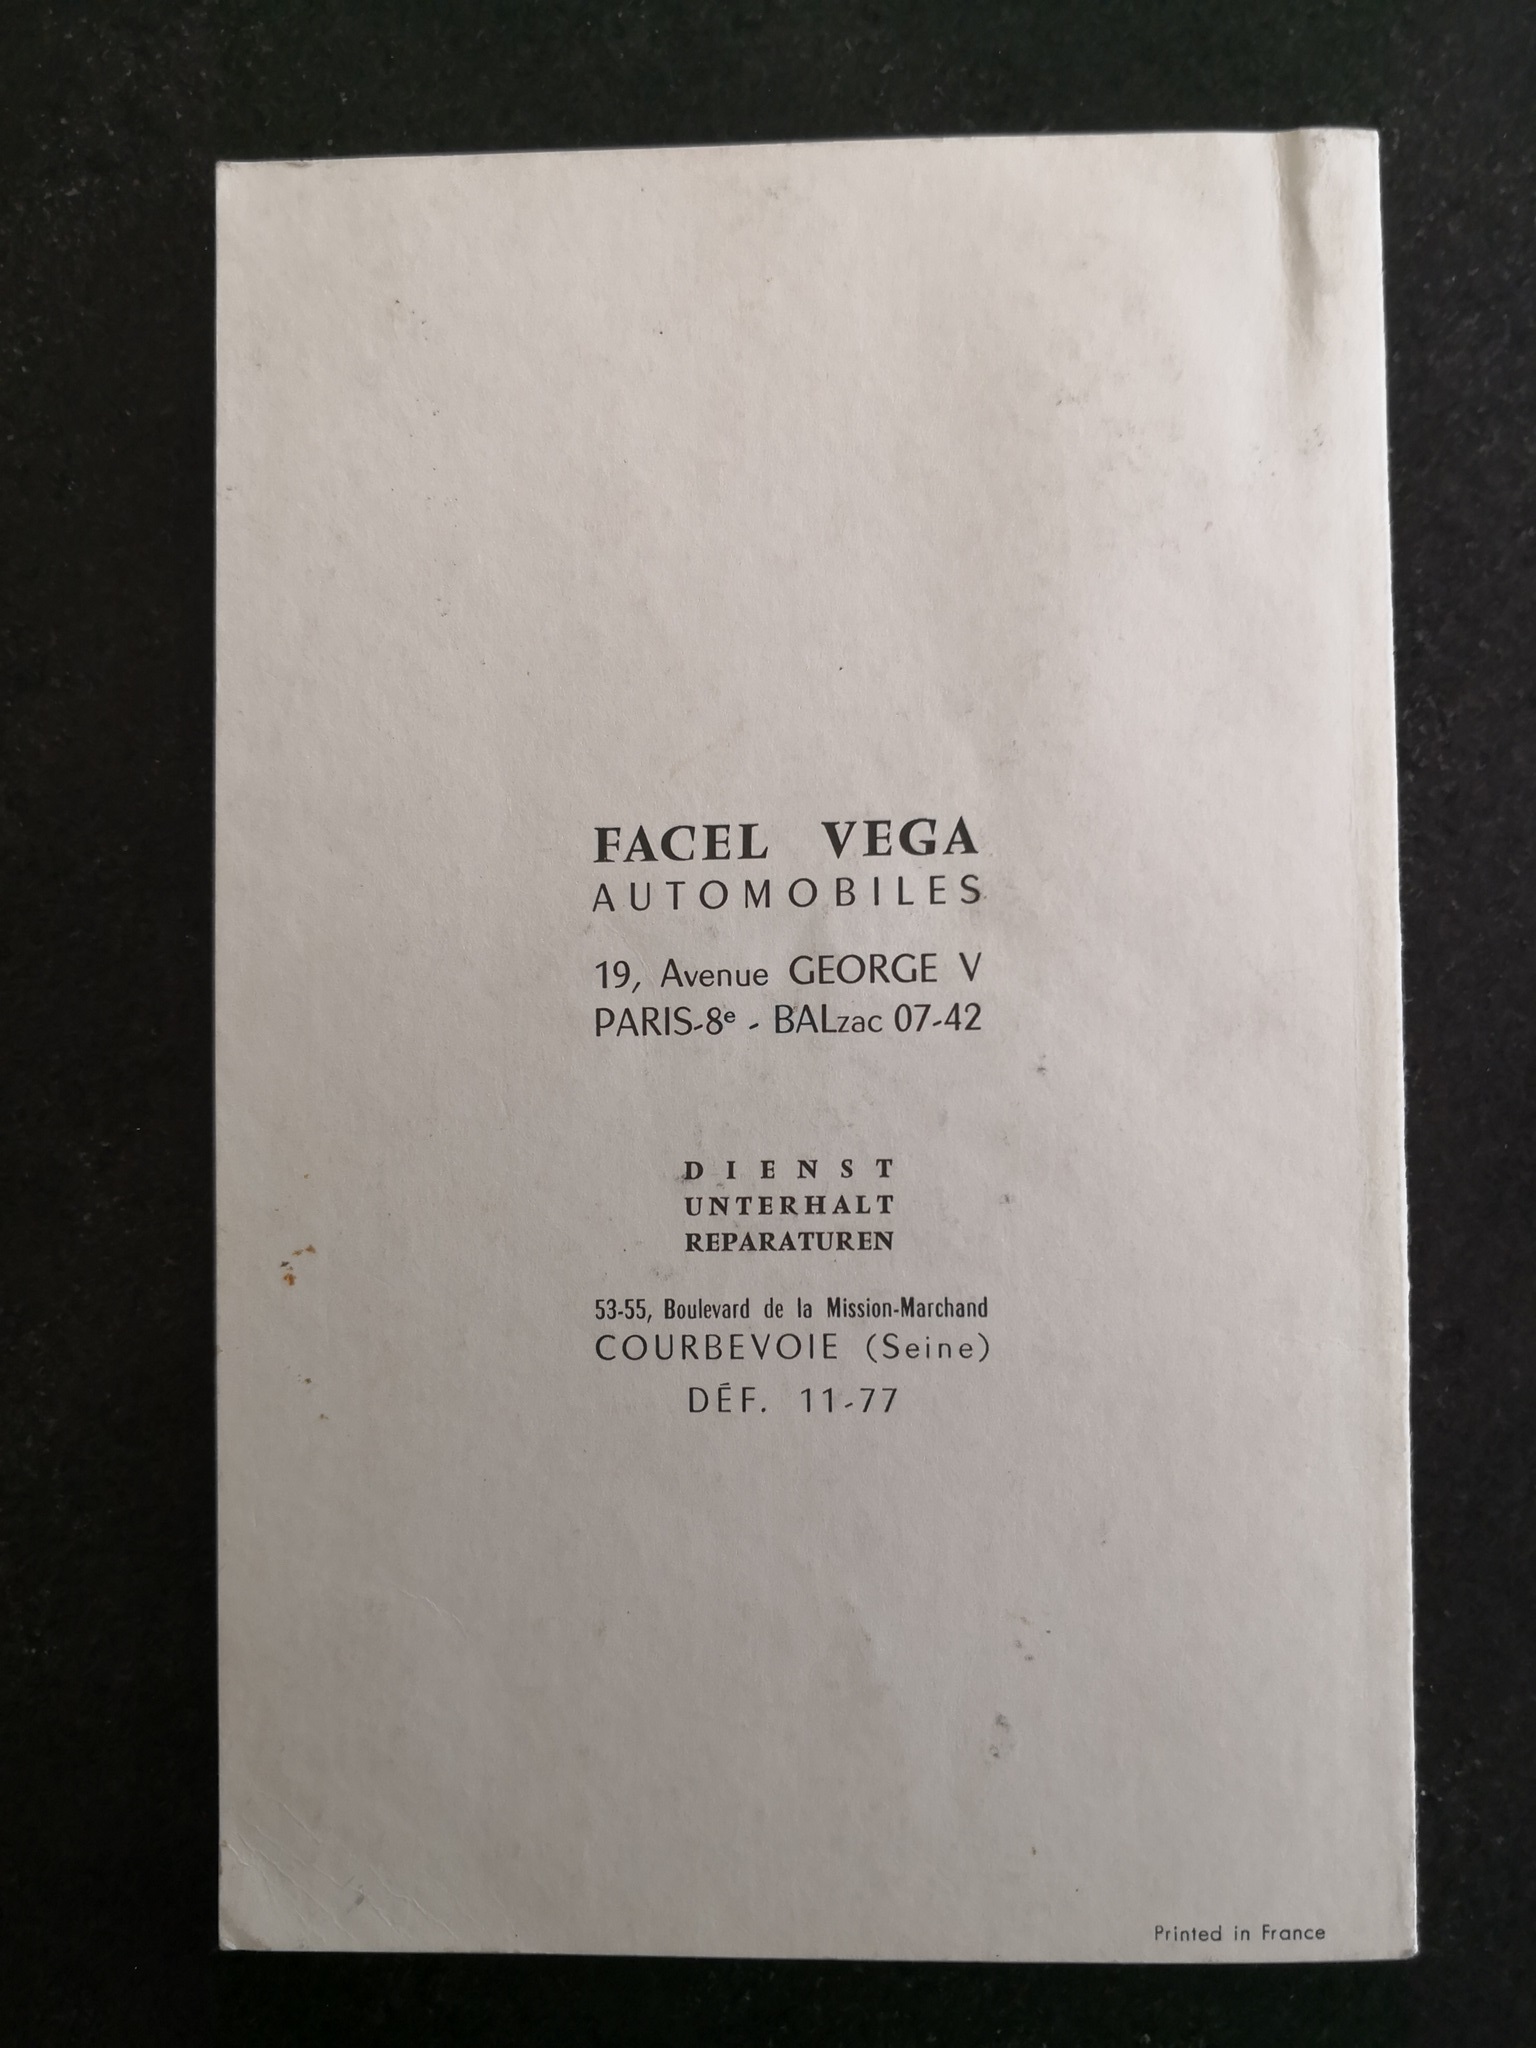 FACEL VEGA
AUTOMOBILES
19, Avenue GEORGE V
PARIS-8e - BALzac 07-42
DIENST
UNTERHALT
REPARATUREN
53-55, Boulevard de la Mission-Marchand
COURBEVOIE (Seine)
DÉF. 11-77
Printed in France